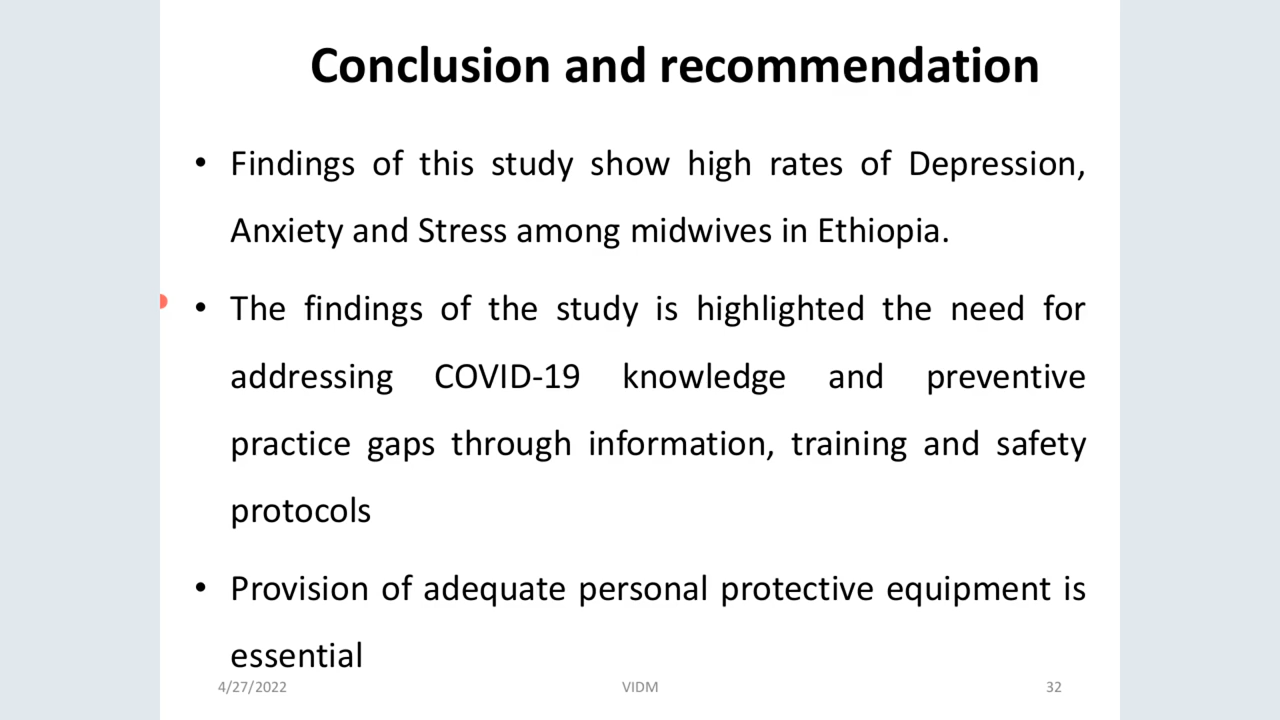 Conclusion and recommendation
• Findings of this study show high rates of Depression,
Anxiety and Stress among midwives in Ethiopia.
• The findings of the study is highlighted the need for
addressing COVID-19 knowledge and preventive
practice gaps through information, training and safety
protocols
• Provision of adequate personal protective equipment is
essential
4/27/2022 VIDM 32